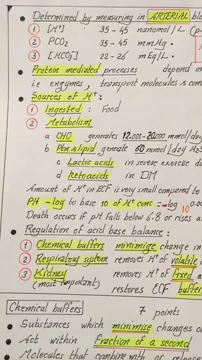 • Determined by measuring in ARTERIAL blo
① [H⁺] 35 - 45 nanomol/L (p
② PCO₂ 35 - 45 mmHg.
③ [HCO₃⁻] 22 - 26 mEq/L.
• Protein mediated processes depend o
i.e enzymes, transport molecules & co
• Sources of H⁺:
① Ingested: Food
② Metabolism
a CHO generate 12.000-20.000 mmol/day
b & lipid generate 60 mmol/day
c Lactic acids in severe exercise
d Ketoacids in DM
Amount of H⁺ in ECF is very small compared to
PH -log to base 10 of H⁺ conc = -log 10
Death occurs if pH falls below 6.8 or rises a
• Regulation of acid base balance:
① Chemical buffers minimize change in
② Respiratory system removes H⁺ of volatile
③ Kidney removes H⁺ of fixed a
(most important) restores ECF buffer
Chemical buffers 7 points
• Substances which minimise changes o
• Act within Fraction of a second
• Molecules that combine with or release